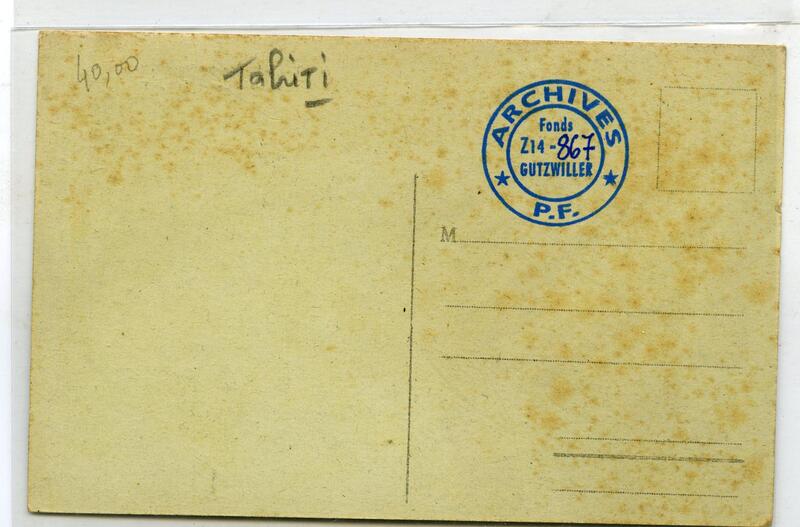 40,00
Tahiti
ARCHIVES
Fonds
Z14-867
GUTZWILLER
P.F.
M